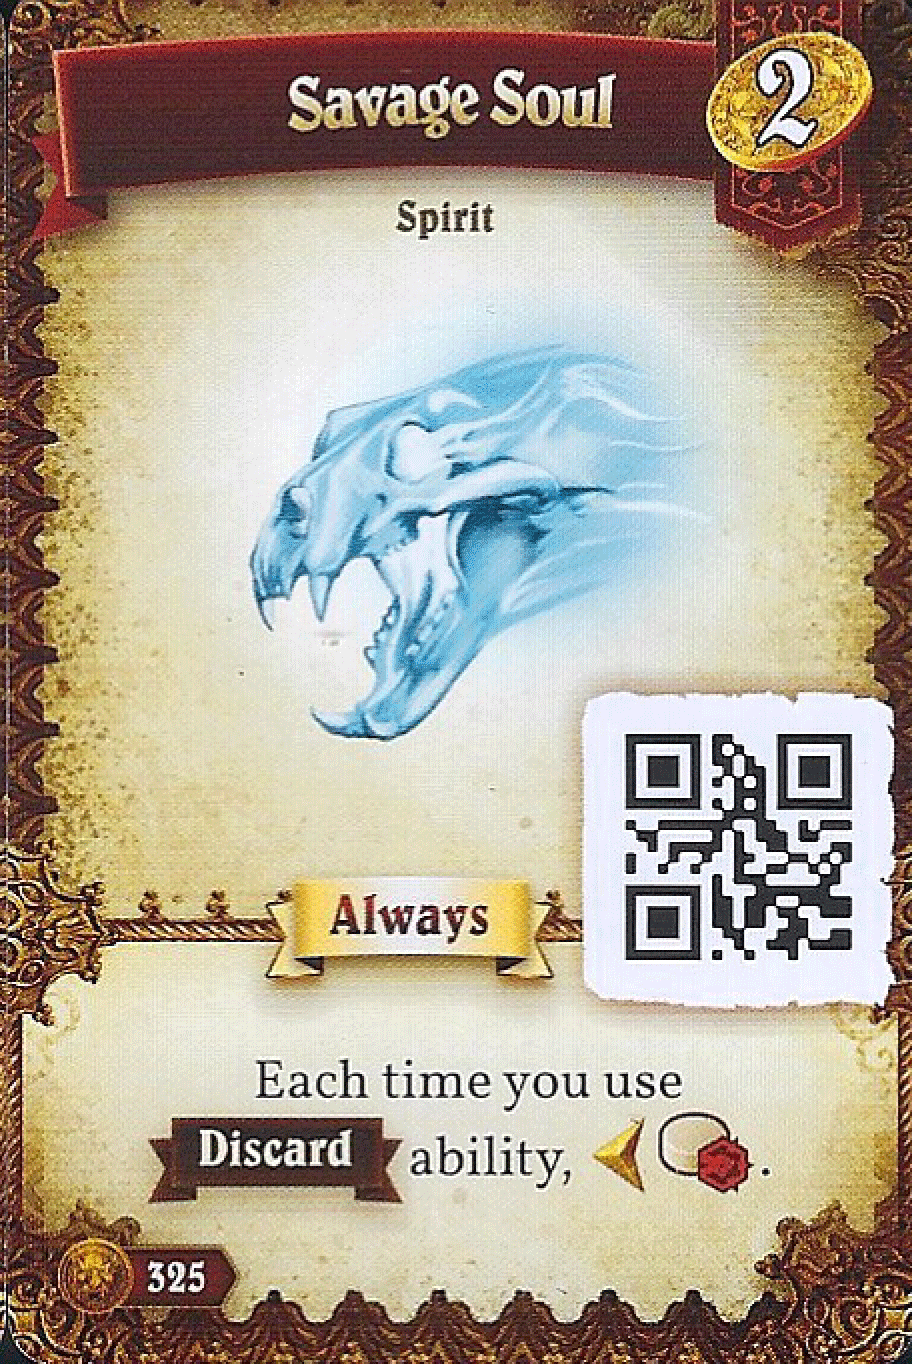 Savage Soul
2
Spirit
Always
Each time you use
Discard ability, .
325